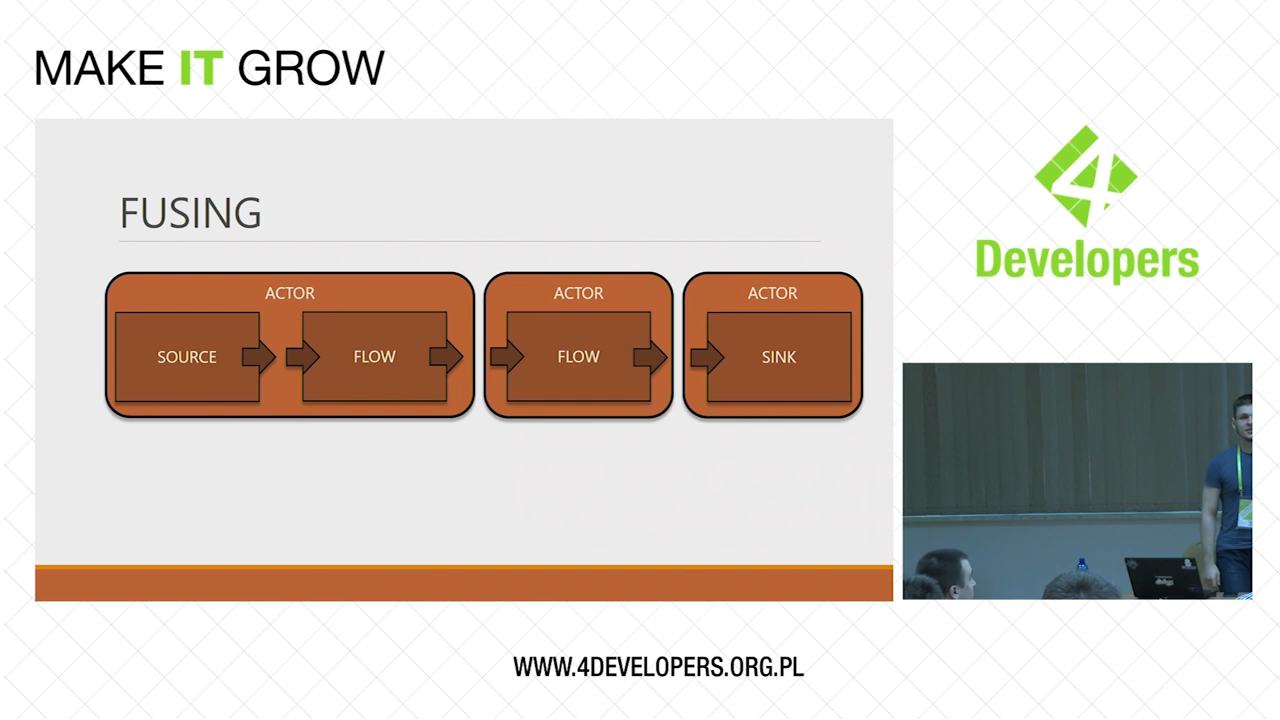 MAKE IT GROW
FUSING
ACTOR ACTOR ACTOR
SOURCE FLOW FLOW SINK
4
Developers
WWW.4DEVELOPERS.ORG.PL